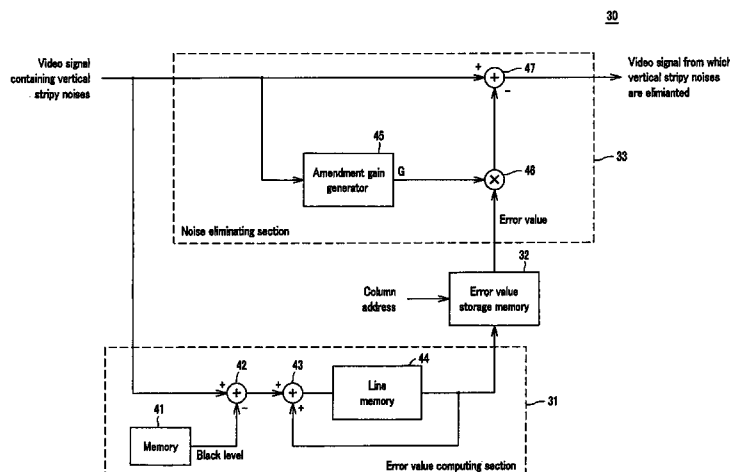 30
Video signal
containing vertical
stripy noises
+
47
Video signal from which
vertical stripy noises
are elimianted
−
45
Amendment gain
generator
G
46
33
Error value
Noise eliminating section
32
Column
address
Error value
storage memory
44
42
43
+
−
+
+
Line
memory
31
41
Memory
Black level
Error value computing section